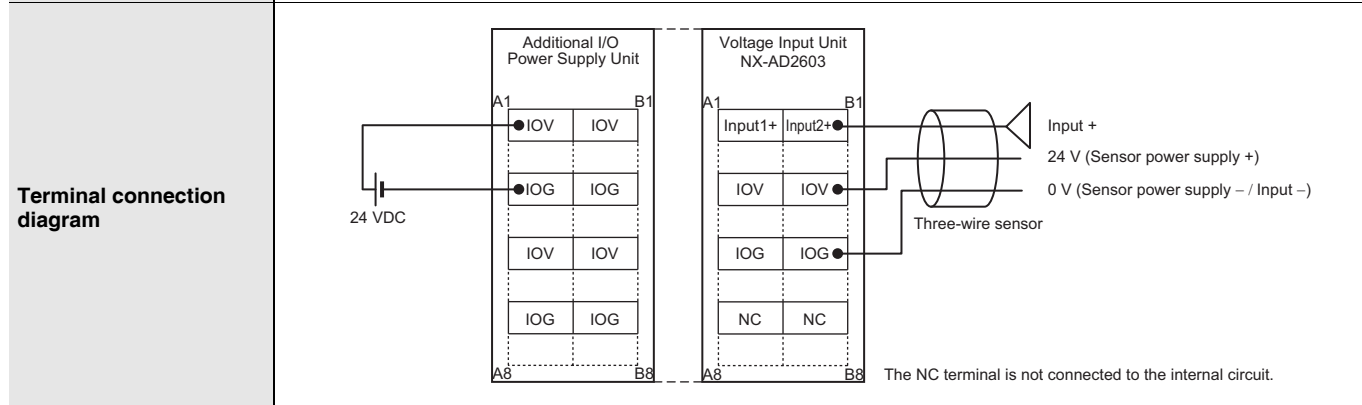 Terminal connection
diagram
Additional I/O
Power Supply Unit
A1 B1
IOV IOV
IOG IOG
IOV IOV
IOG IOG
A8 B8
24 VDC
Voltage Input Unit
NX-AD2603
A1 B1
Input1+ Input2+
IOV IOV
IOG IOG
NC NC
A8 B8
Input +
24 V (Sensor power supply +)
0 V (Sensor power supply − / Input −)
Three-wire sensor
The NC terminal is not connected to the internal circuit.